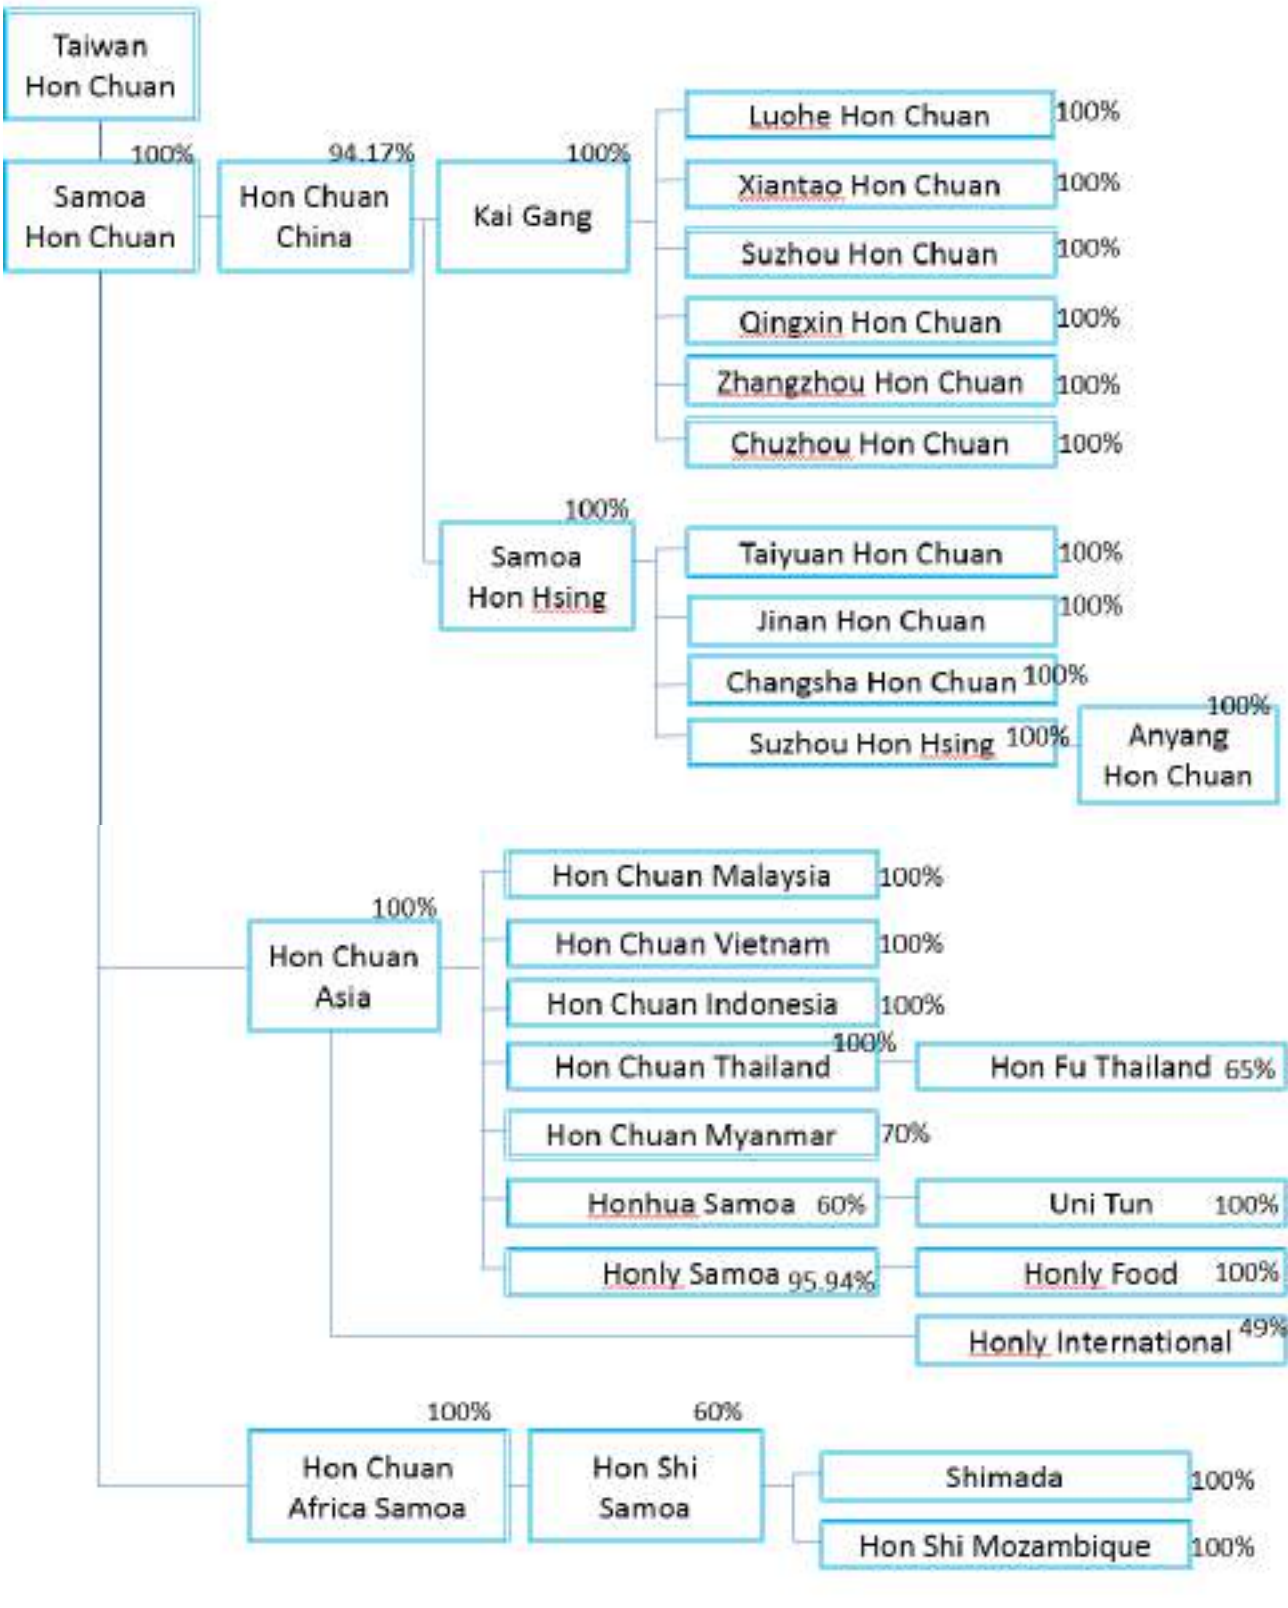 Taiwan
Hon Chuan
100%
Samoa
Hon Chuan
94.17%
Hon Chuan
China
100%
Kai Gang
Luohe Hon Chuan 100%
Xiantao Hon Chuan 100%
Suzhou Hon Chuan 100%
Qingxin Hon Chuan 100%
Zhangzhou Hon Chuan 100%
Chuzhou Hon Chuan 100%
100%
Samoa
Hon Hsing
Taiyuan Hon Chuan 100%
Jinan Hon Chuan 100%
Changsha Hon Chuan 100%
Suzhou Hon Hsing 100%
100%
Anyang
Hon Chuan
100%
Hon Chuan
Asia
Hon Chuan Malaysia 100%
Hon Chuan Vietnam 100%
Hon Chuan Indonesia 100%
Hon Chuan Thailand 100%
Hon Fu Thailand 65%
Hon Chuan Myanmar 70%
Honhua Samoa 60%
Uni Tun 100%
Honly Samoa 95.94%
Honly Food 100%
Honly International 49%
100%
Hon Chuan
Africa Samoa
60%
Hon Shi
Samoa
Shimada 100%
Hon Shi Mozambique 100%